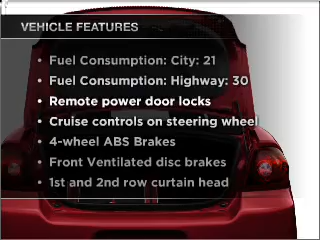 VEHICLE FEATURES
• Fuel Consumption: City: 21
• Fuel Consumption: Highway: 30
• Remote power door locks
• Cruise controls on steering wheel
• 4-wheel ABS Brakes
• Front Ventilated disc brakes
• 1st and 2nd row curtain head